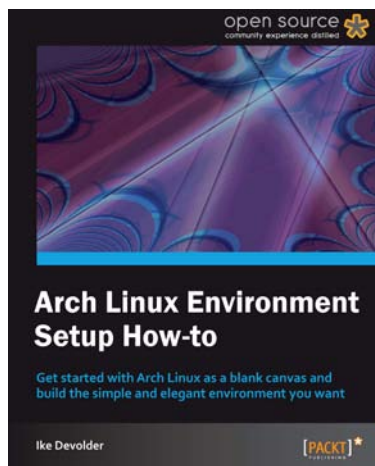 open source
community experience distilled
Arch Linux Environment
Setup How-to
Get started with Arch Linux as a blank canvas and
build the simple and elegant environment you want
Ike Devolder
[PACKT]
PUBLISHING